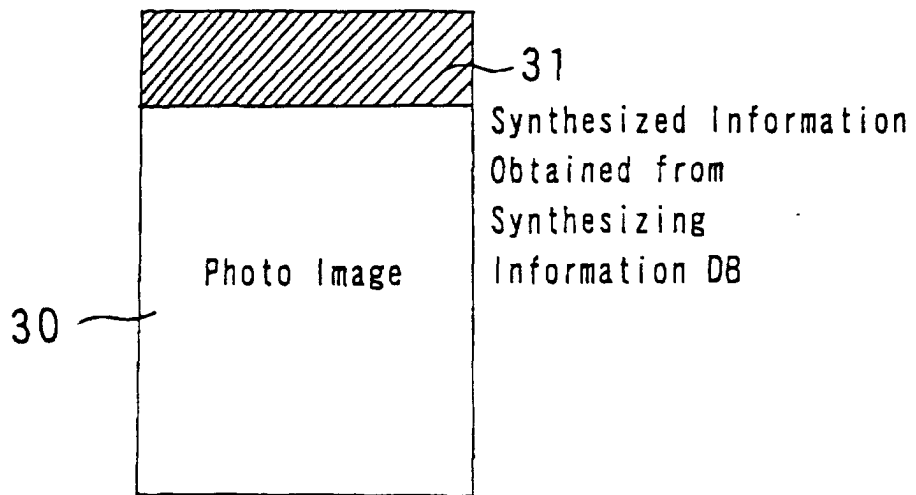 31
Synthesized Information
Obtained from
Synthesizing
Information DB
Photo Image
30